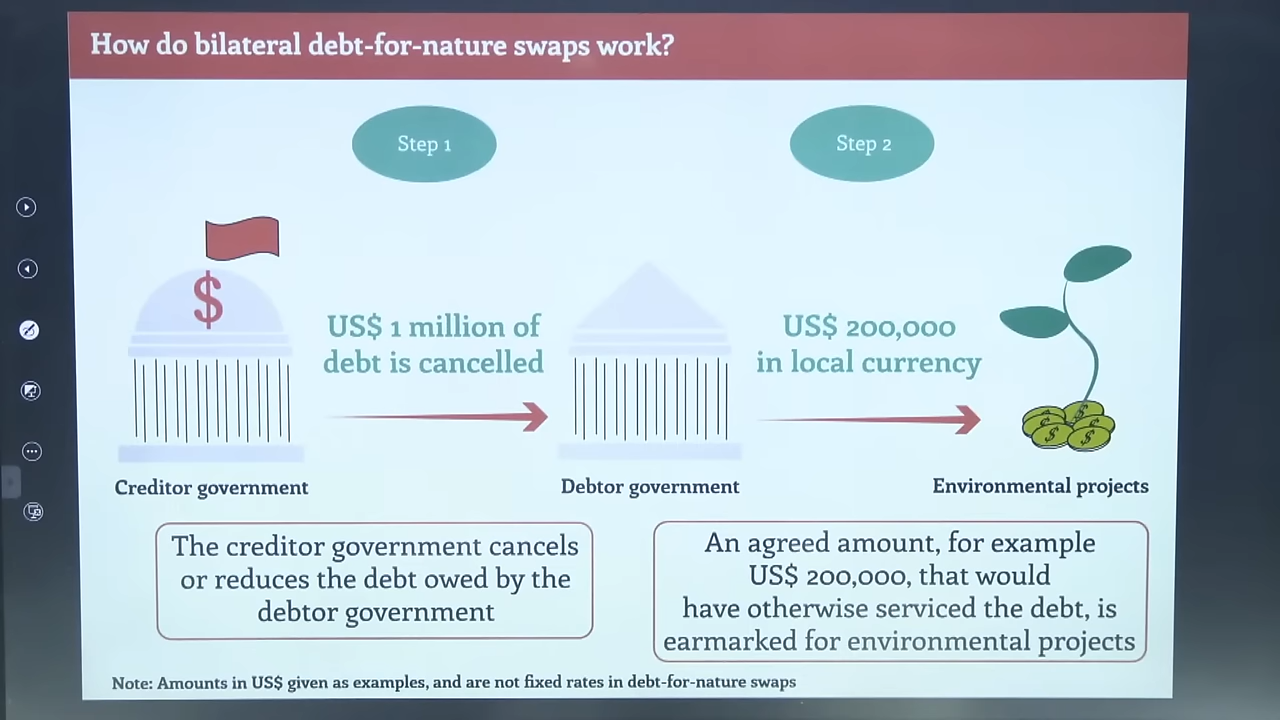 How do bilateral debt-for-nature swaps work?
Step 1
Step 2
$
US$ 1 million of
debt is cancelled
US$ 200,000
in local currency
Creditor government
Debtor government
Environmental projects
The creditor government cancels
or reduces the debt owed by the
debtor government
An agreed amount, for example
US$ 200,000, that would
have otherwise serviced the debt, is
earmarked for environmental projects
Note: Amounts in US$ given as examples, and are not fixed rates in debt-for-nature swaps